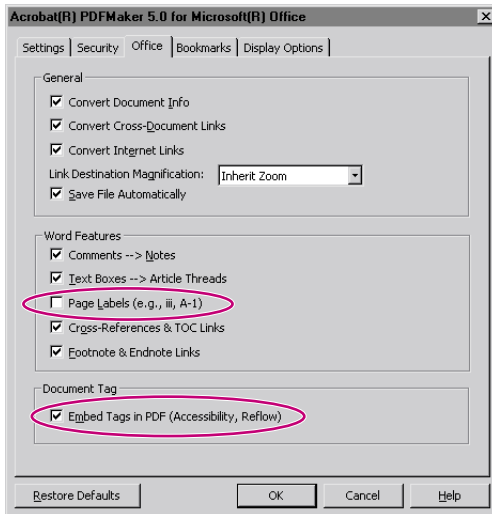 Acrobat(R) PDFMaker 5.0 for Microsoft(R) Office
Settings Security Office Bookmarks Display Options
General
Convert Document Info
Convert Cross-Document Links
Convert Internet Links
Link Destination Magnification: Inherit Zoom
Save File Automatically
Word Features
Comments --> Notes
Text Boxes --> Article Threads
Page Labels (e.g., iii, A-1)
Cross-References & TOC Links
Footnote & Endnote Links
Document Tag
Embed Tags in PDF (Accessibility, Reflow)
Restore Defaults OK Cancel Help